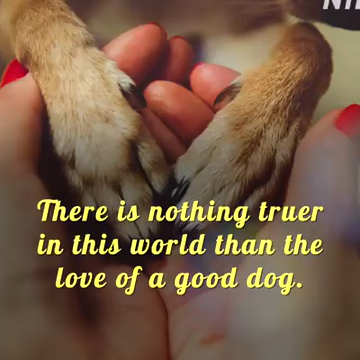 There is nothing truer
in this world than the
love of a good dog.